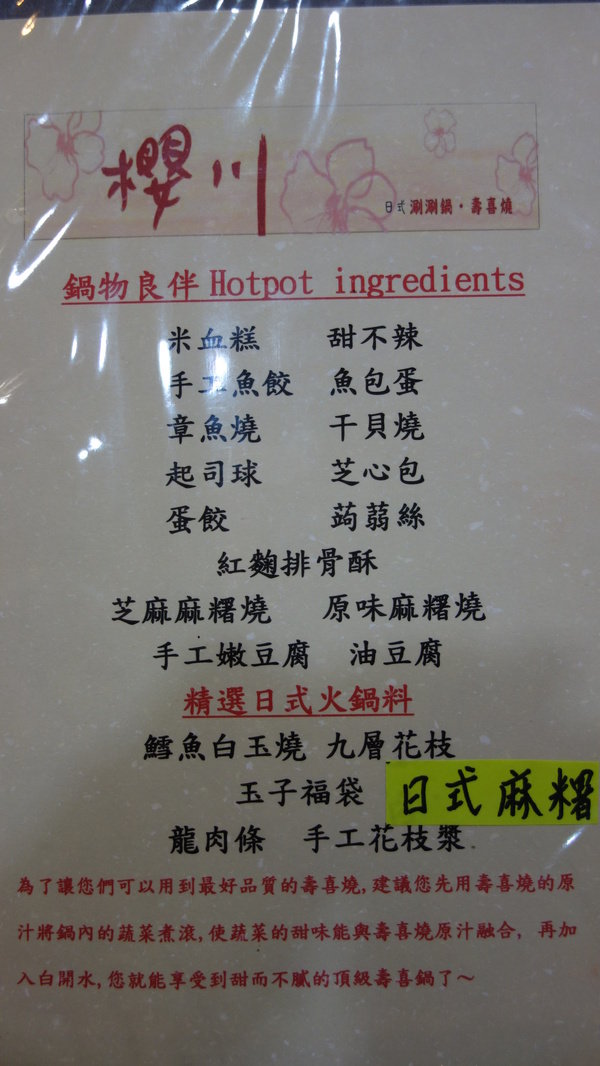 櫻川
日式 涮涮鍋·壽喜燒
鍋物良伴 Hotpot ingredients
米血糕 甜不辣
手工魚餃 魚包蛋
章魚燒 干貝燒
起司球 芝心包
蛋餃 蒟蒻絲
紅麴排骨酥
芝麻麻糬燒 原味麻糬燒
手工嫩豆腐 油豆腐
精選日式火鍋料
鱈魚白玉燒 九層花枝
玉子福袋 日式麻糬
龍肉條 手工花枝漿
為了讓您們可以用到最好品質的壽喜燒,建議您先用壽喜燒的原
汁將鍋內的蔬菜煮滾,使蔬菜的甜味能與壽喜燒原汁融合, 再加
入白開水,您就能享受到甜而不膩的頂級壽喜鍋了~